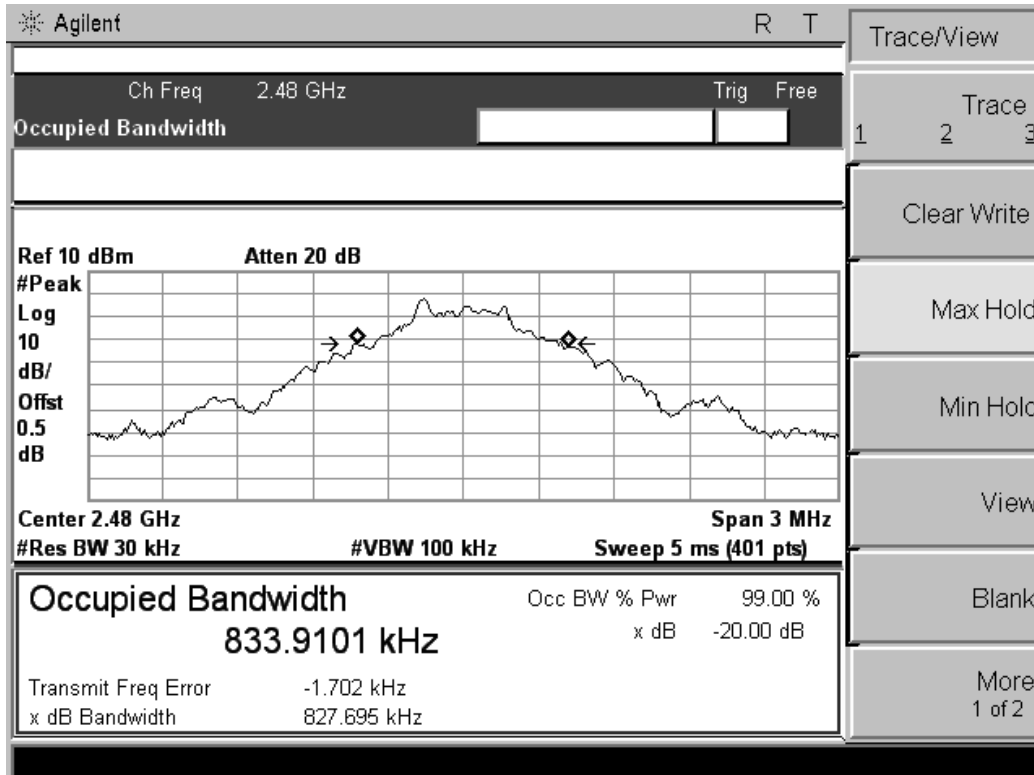 Agilent R T
Ch Freq 2.48 GHz Trig Free
Occupied Bandwidth
Ref 10 dBm Atten 20 dB
#Peak
Log
10
dB/
Offst
0.5
dB
Center 2.48 GHz Span 3 MHz
#Res BW 30 kHz #VBW 100 kHz Sweep 5 ms (401 pts)
Occupied Bandwidth
833.9101 kHz
Occ BW % Pwr 99.00 %
x dB -20.00 dB
Transmit Freq Error -1.702 kHz
x dB Bandwidth 827.695 kHz
Trace/View
Trace
1 2 3
Clear Write
Max Hold
Min Hold
View
Blank
More
1 of 2